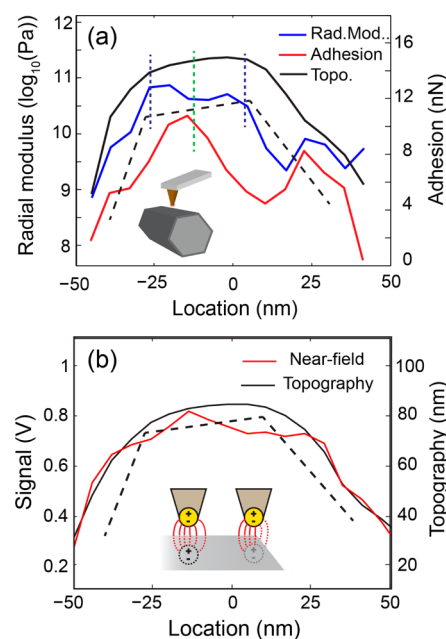 (a)
Rad.Mod..
Adhesion
Topo.
Radial modulus (log10(Pa))
12
11
10
9
8
Adhesion (nN)
16
12
8
4
0
−50 −25 0 25 50
Location (nm)
(b)
Near-field
Topography
Signal (V)
1
0.8
0.6
0.4
0.2
Topography (nm)
100
80
60
40
20
+
-
+
-
+
-
+
-
−50 −25 0 25 50
Location (nm)